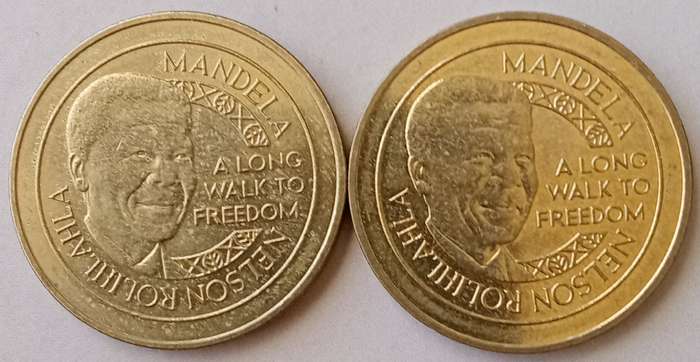 MANDELA
A LONG
WALK TO
FREEDOM
NELSON ROLIHLAHLA
MANDELA
A LONG
WALK TO
FREEDOM
NELSON ROLIHLAHLA